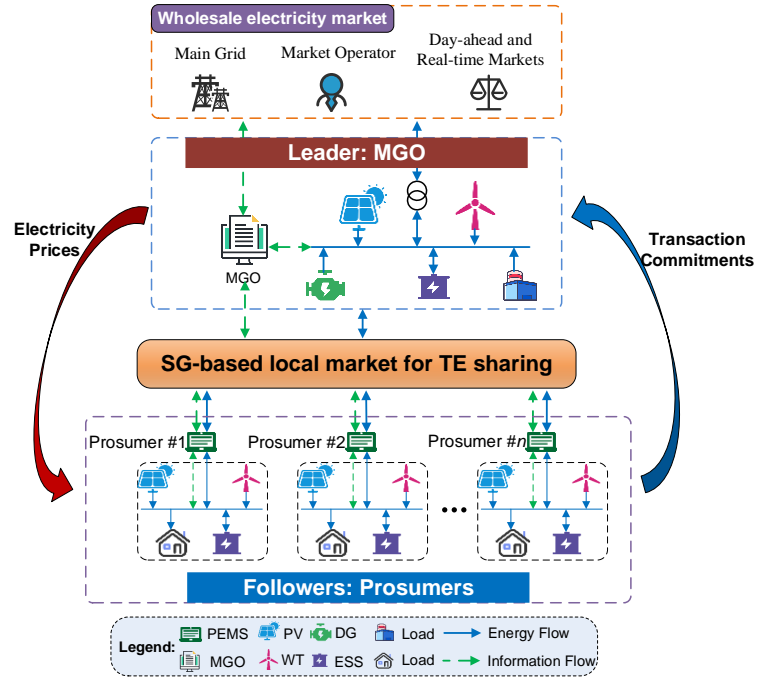 Wholesale electricity market
Main Grid
Market Operator
Day-ahead and
Real-time Markets
Leader: MGO
Electricity
Prices
MGO
Transaction
Commitments
SG-based local market for TE sharing
Prosumer #1
Prosumer #2
Prosumer #n
...
Followers: Prosumers
Legend:
PEMS
PV
DG
Load
Energy Flow
MGO
WT
ESS
Load
Information Flow